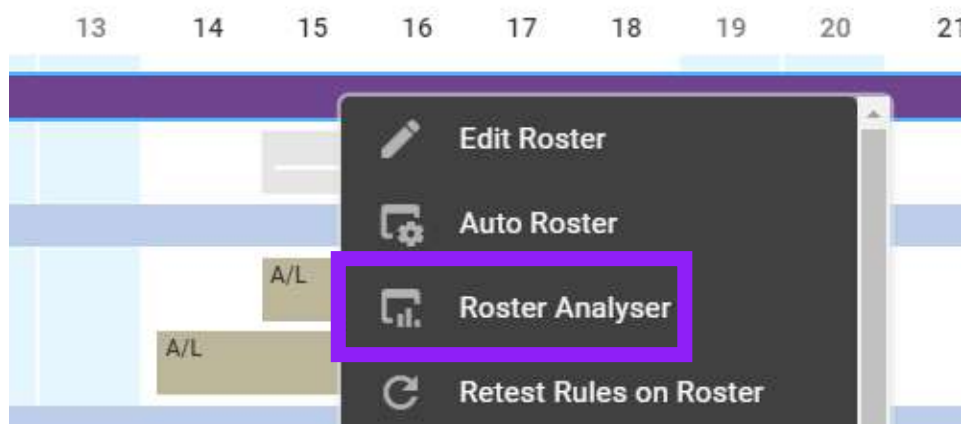 13 14 15 16 17 18 19 20 21
Edit Roster
Auto Roster
A/L
Roster Analyser
A/L
Retest Rules on Roster